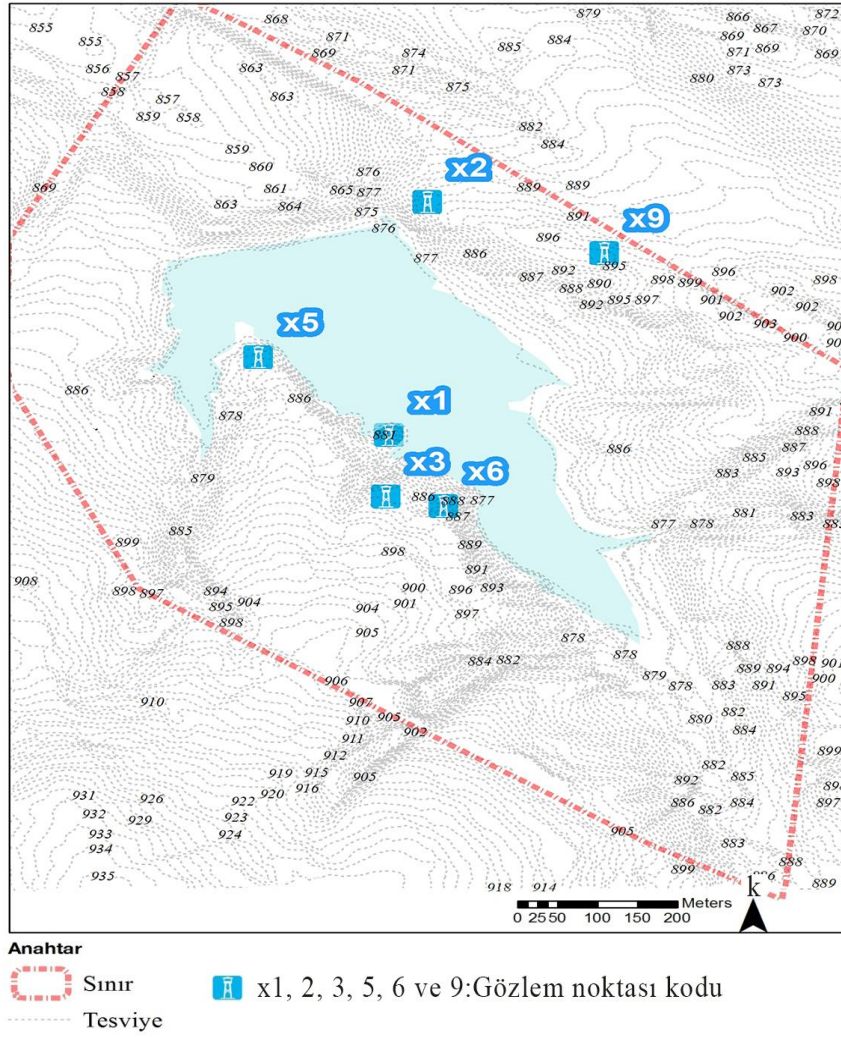 868 879 866 872
855 867 870
871 869
855 884
885 871 869
869 874 869
856 863 871 873
857 880
858 875 873
857 863
859 858
882
884
859
860
876 x2
869 861 865 877 889 889
863 864 875 891 x9
876 896
877 886 895 896
887 892 898 899 898
888 890 902
892 895 897 901 902
902 903
900
x5
886
886 x1 891
878 881 888
x3 x6 886 887
885
879 883 893 896
886 888 877 898
887 881 883
885 877 878
899 889
898
891
908 898 897 894 900 896 893
895 904 904 901
898 897
905
888
884 882 878 878 889 894 898 901
879 900
906 878 883 891 895
910 907
910 905 880 882
902 884
911
912 899
919 915 905 882
892 885
931 926 922 920 916
886 882 884 897
932 923
933 929 924 905
934 883
888
935 899
918 914 k 889
0 25 50 100 150 200 Meters
Anahtar
Sınır
x1, 2, 3, 5, 6 ve 9:Gözlem noktası kodu
Tesviye